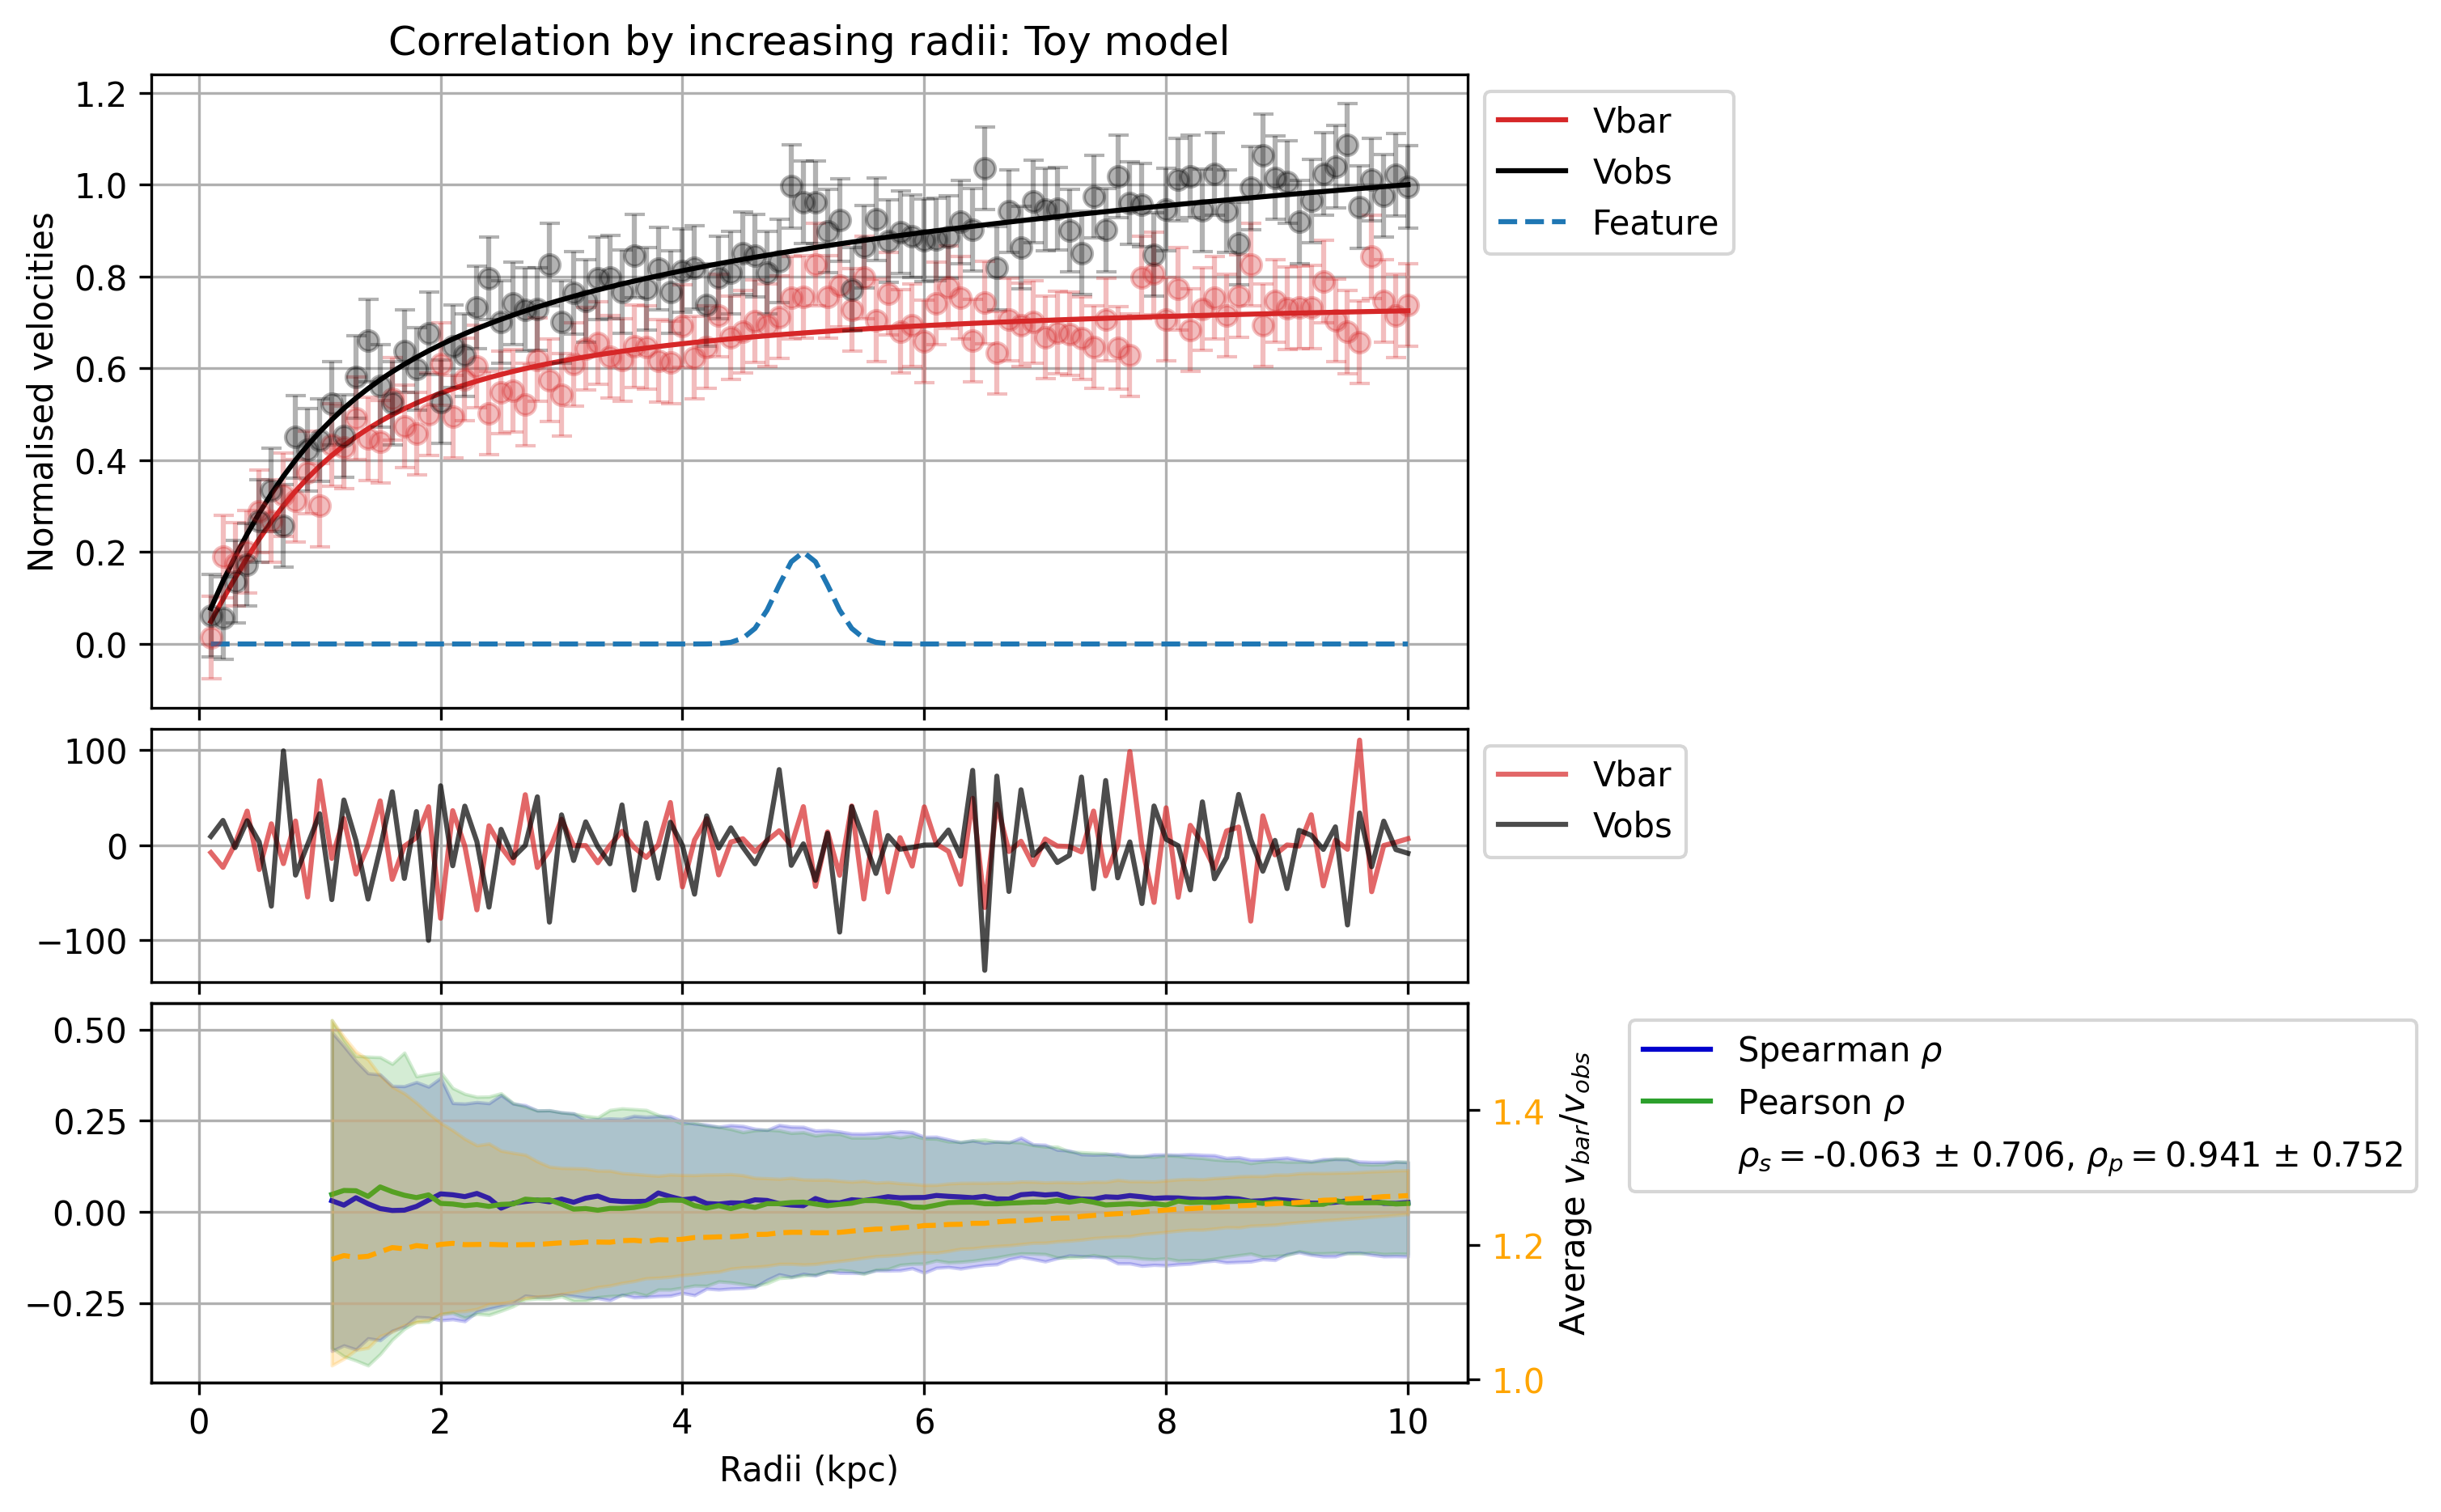 Correlation by increasing radii: Toy model
Normalised velocities
1.2
1.0
0.8
0.6
0.4
0.2
0.0
Vbar
Vobs
Feature
100
0
−100
Vbar
Vobs
0.50
0.25
0.00
−0.25
1.4
1.2
1.0
Average v_bar/v_obs
Spearman ρ
Pearson ρ
ρ_s = -0.063 ± 0.706, ρ_p = 0.941 ± 0.752
0 2 4 6 8 10
Radii (kpc)